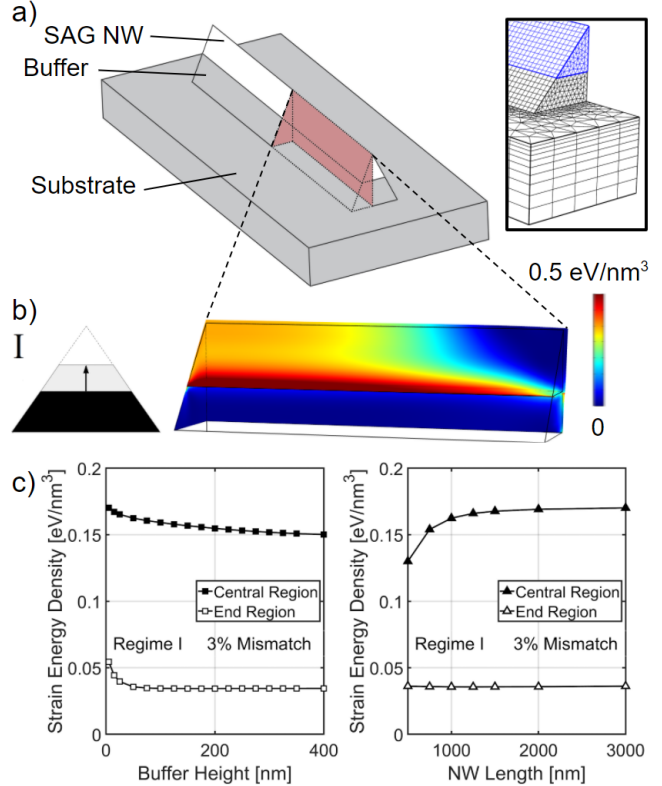 a)
SAG NW
Buffer
Substrate
0.5 eV/nm³
b)
I
0
c)
Strain Energy Density [eV/nm³]
0.2
0.15
0.1
0.05
0
Central Region
End Region
Regime I 3% Mismatch
0 200 400
Buffer Height [nm]
Strain Energy Density [eV/nm³]
0.2
0.15
0.1
0.05
0
Central Region
End Region
Regime I 3% Mismatch
1000 2000 3000
NW Length [nm]